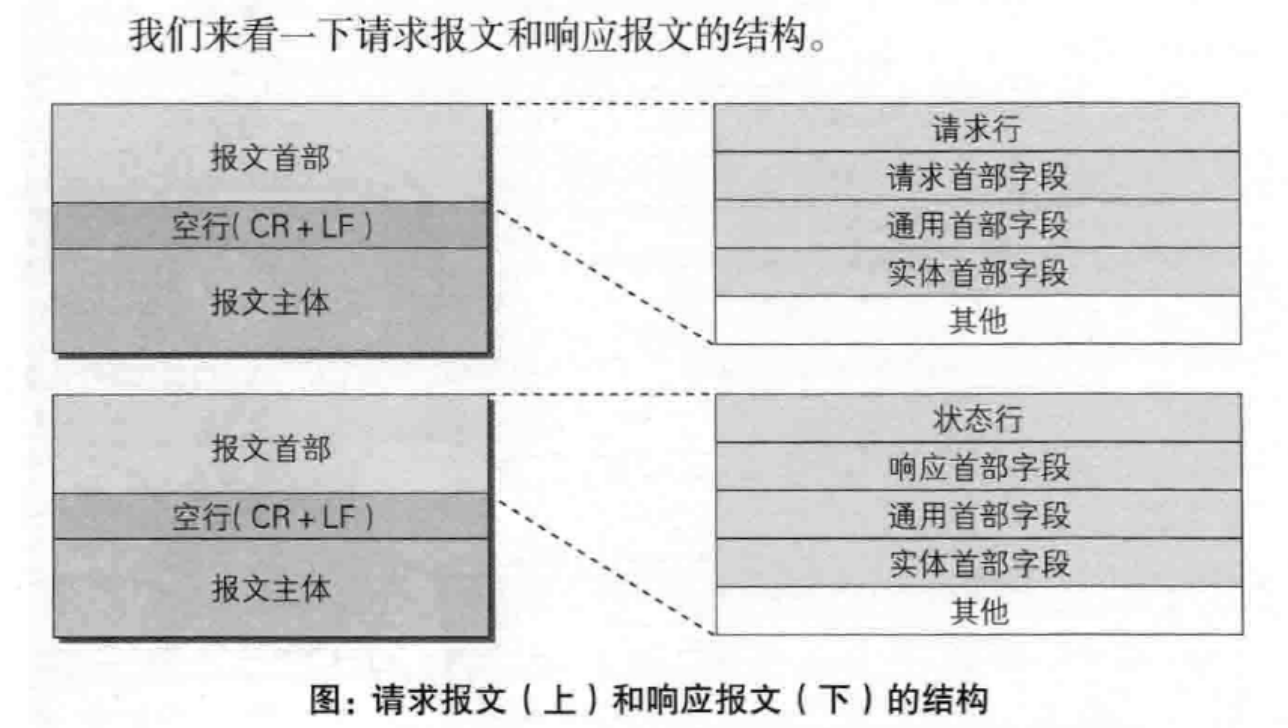 我们来看一下请求报文和响应报文的结构。
报文首部
空行(CR+LF)
报文主体
请求行
请求首部字段
通用首部字段
实体首部字段
其他
报文首部
空行(CR+LF)
报文主体
状态行
响应首部字段
通用首部字段
实体首部字段
其他
图：请求报文（上）和响应报文（下）的结构